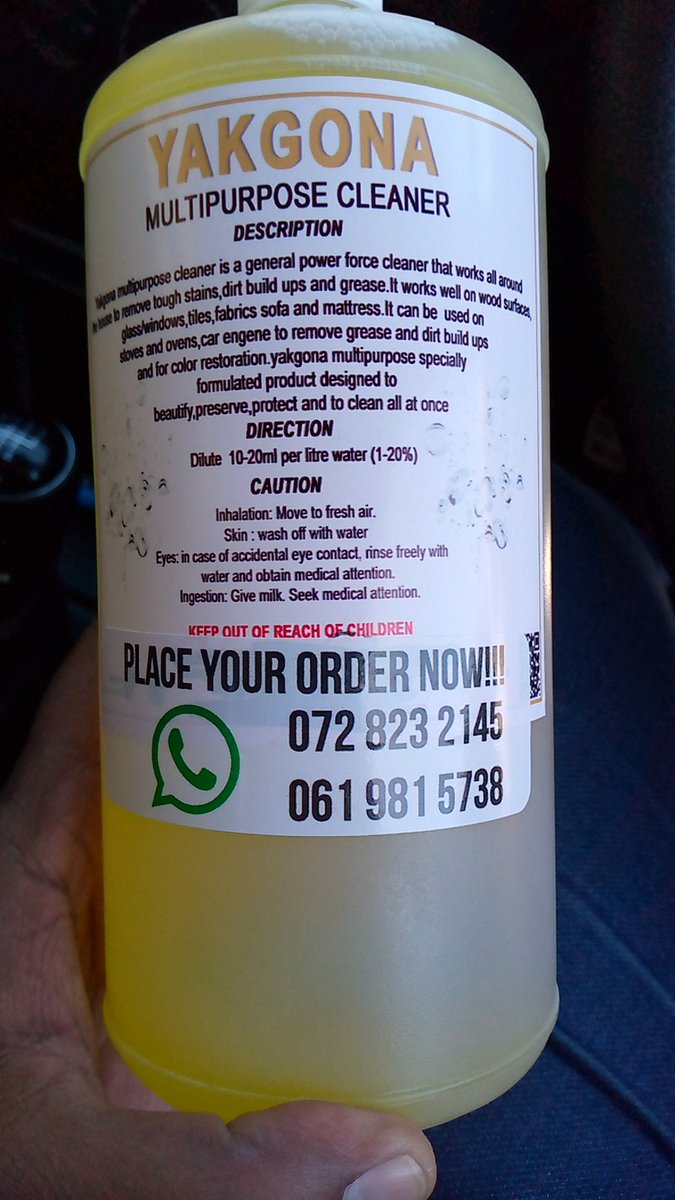 YAKGONA
MULTIPURPOSE CLEANER
DESCRIPTION
Yakgona multipurpose cleaner is a general power force cleaner that works all around
the house to remove tough stains,dirt build ups and grease.It works well on wood surfaces,
glass/windows,tiles,fabrics sofa and mattress.It can be used on
stoves and ovens,car engene to remove grease and dirt build ups
and for color restoration.yakgona multipurpose specially
formulated product designed to
beautify,preserve,protect and to clean all at once
DIRECTION
Dilute 10-20ml per litre water (1-20%)
CAUTION
Inhalation: Move to fresh air.
Skin : wash off with water
Eyes: in case of accidental eye contact, rinse freely with
water and obtain medical attention.
Ingestion: Give milk. Seek medical attention.
KEEP OUT OF REACH OF CHILDREN
PLACE YOUR ORDER NOW!!!
072 823 2145
061 981 5738